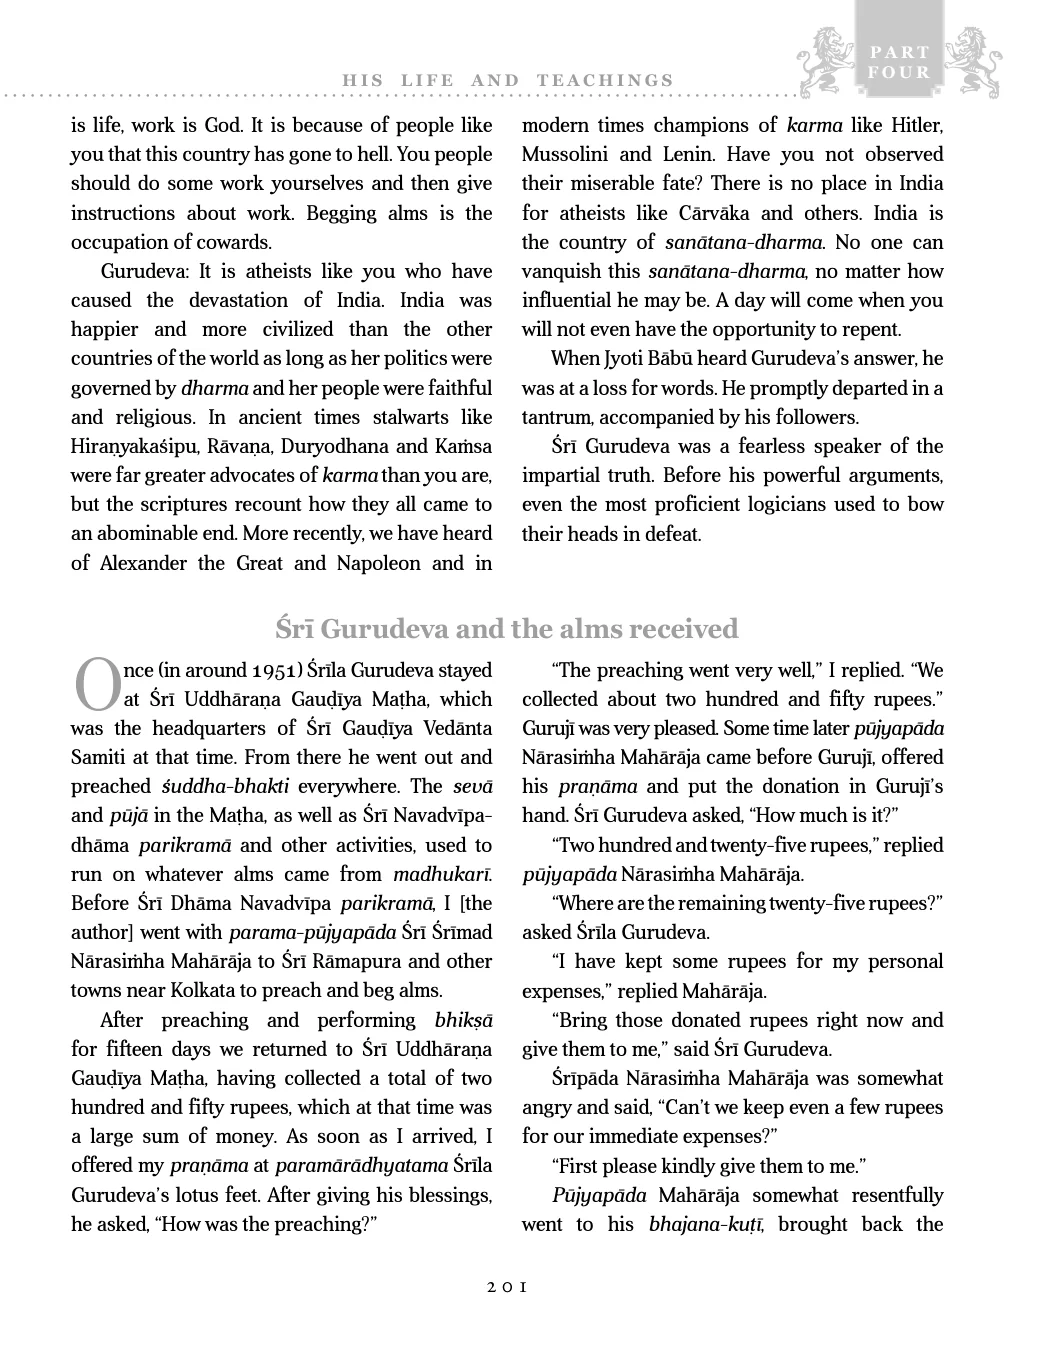 PART
FOUR
HIS LIFE AND TEACHINGS
is life, work is God. It is because of people like
you that this country has gone to hell. You people
should do some work yourselves and then give
instructions about work. Begging alms is the
occupation of cowards.
Gurudeva: It is atheists like you who have
caused the devastation of India. India was
happier and more civilized than the other
countries of the world as long as her politics were
governed by dharma and her people were faithful
and religious. In ancient times stalwarts like
Hiraṇyakaśipu, Rāvaṇa, Duryodhana and Kaṁsa
were far greater advocates of karma than you are,
but the scriptures recount how they all came to
an abominable end. More recently, we have heard
of Alexander the Great and Napoleon and in
modern times champions of karma like Hitler,
Mussolini and Lenin. Have you not observed
their miserable fate? There is no place in India
for atheists like Cārvāka and others. India is
the country of sanātana-dharma. No one can
vanquish this sanātana-dharma, no matter how
influential he may be. A day will come when you
will not even have the opportunity to repent.
When Jyoti Bābū heard Gurudeva’s answer, he
was at a loss for words. He promptly departed in a
tantrum, accompanied by his followers.
Śrī Gurudeva was a fearless speaker of the
impartial truth. Before his powerful arguments,
even the most proficient logicians used to bow
their heads in defeat.
Śrī Gurudeva and the alms received
Once (in around 1951) Śrīla Gurudeva stayed
at Śrī Uddhāraṇa Gauḍīya Maṭha, which
was the headquarters of Śrī Gauḍīya Vedānta
Samiti at that time. From there he went out and
preached śuddha-bhakti everywhere. The sevā
and pūjā in the Maṭha, as well as Śrī Navadvīpa-
dhāma parikramā and other activities, used to
run on whatever alms came from madhukarī.
Before Śrī Dhāma Navadvīpa parikramā, I [the
author] went with parama-pūjyapāda Śrī Śrīmad
Nārasiṁha Mahārāja to Śrī Rāmapura and other
towns near Kolkata to preach and beg alms.
After preaching and performing bhikṣā
for fifteen days we returned to Śrī Uddhāraṇa
Gauḍīya Maṭha, having collected a total of two
hundred and fifty rupees, which at that time was
a large sum of money. As soon as I arrived, I
offered my praṇāma at paramārādhyatama Śrīla
Gurudeva’s lotus feet. After giving his blessings,
he asked, “How was the preaching?”
“The preaching went very well,” I replied. “We
collected about two hundred and fifty rupees.”
Gurujī was very pleased. Some time later pūjyapāda
Nārasiṁha Mahārāja came before Gurujī, offered
his praṇāma and put the donation in Gurujī’s
hand. Śrī Gurudeva asked, “How much is it?”
“Two hundred and twenty-five rupees,” replied
pūjyapāda Nārasiṁha Mahārāja.
“Where are the remaining twenty-five rupees?”
asked Śrīla Gurudeva.
“I have kept some rupees for my personal
expenses,” replied Mahārāja.
“Bring those donated rupees right now and
give them to me,” said Śrī Gurudeva.
Śrīpāda Nārasiṁha Mahārāja was somewhat
angry and said, “Can’t we keep even a few rupees
for our immediate expenses?”
“First please kindly give them to me.”
Pūjyapāda Mahārāja somewhat resentfully
went to his bhajana-kuṭī, brought back the
201